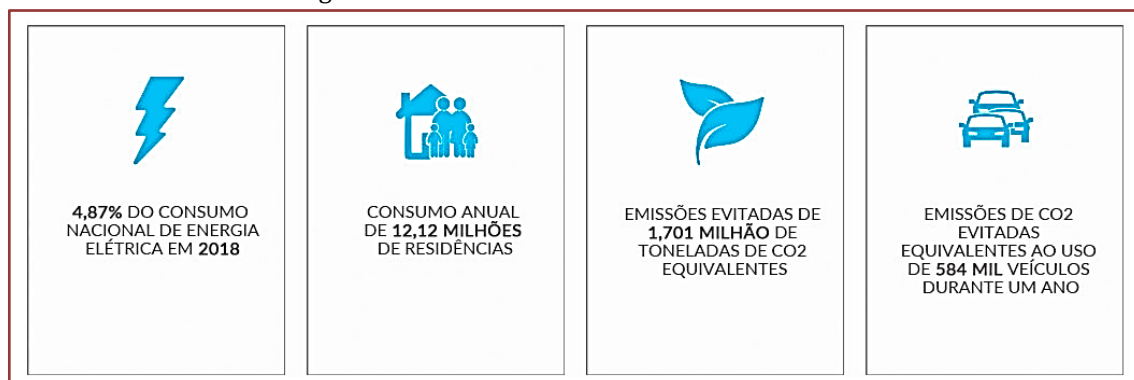 4,87% DO CONSUMO
NACIONAL DE ENERGIA
ELÉTRICA EM 2018
CONSUMO ANUAL
DE 12,12 MILHÕES
DE RESIDÊNCIAS
EMISSÕES EVITADAS DE
1,701 MILHÃO DE
TONELADAS DE CO2
EQUIVALENTES
EMISSÕES DE CO2
EVITADAS
EQUIVALENTES AO USO
DE 584 MIL VEÍCULOS
DURANTE UM ANO